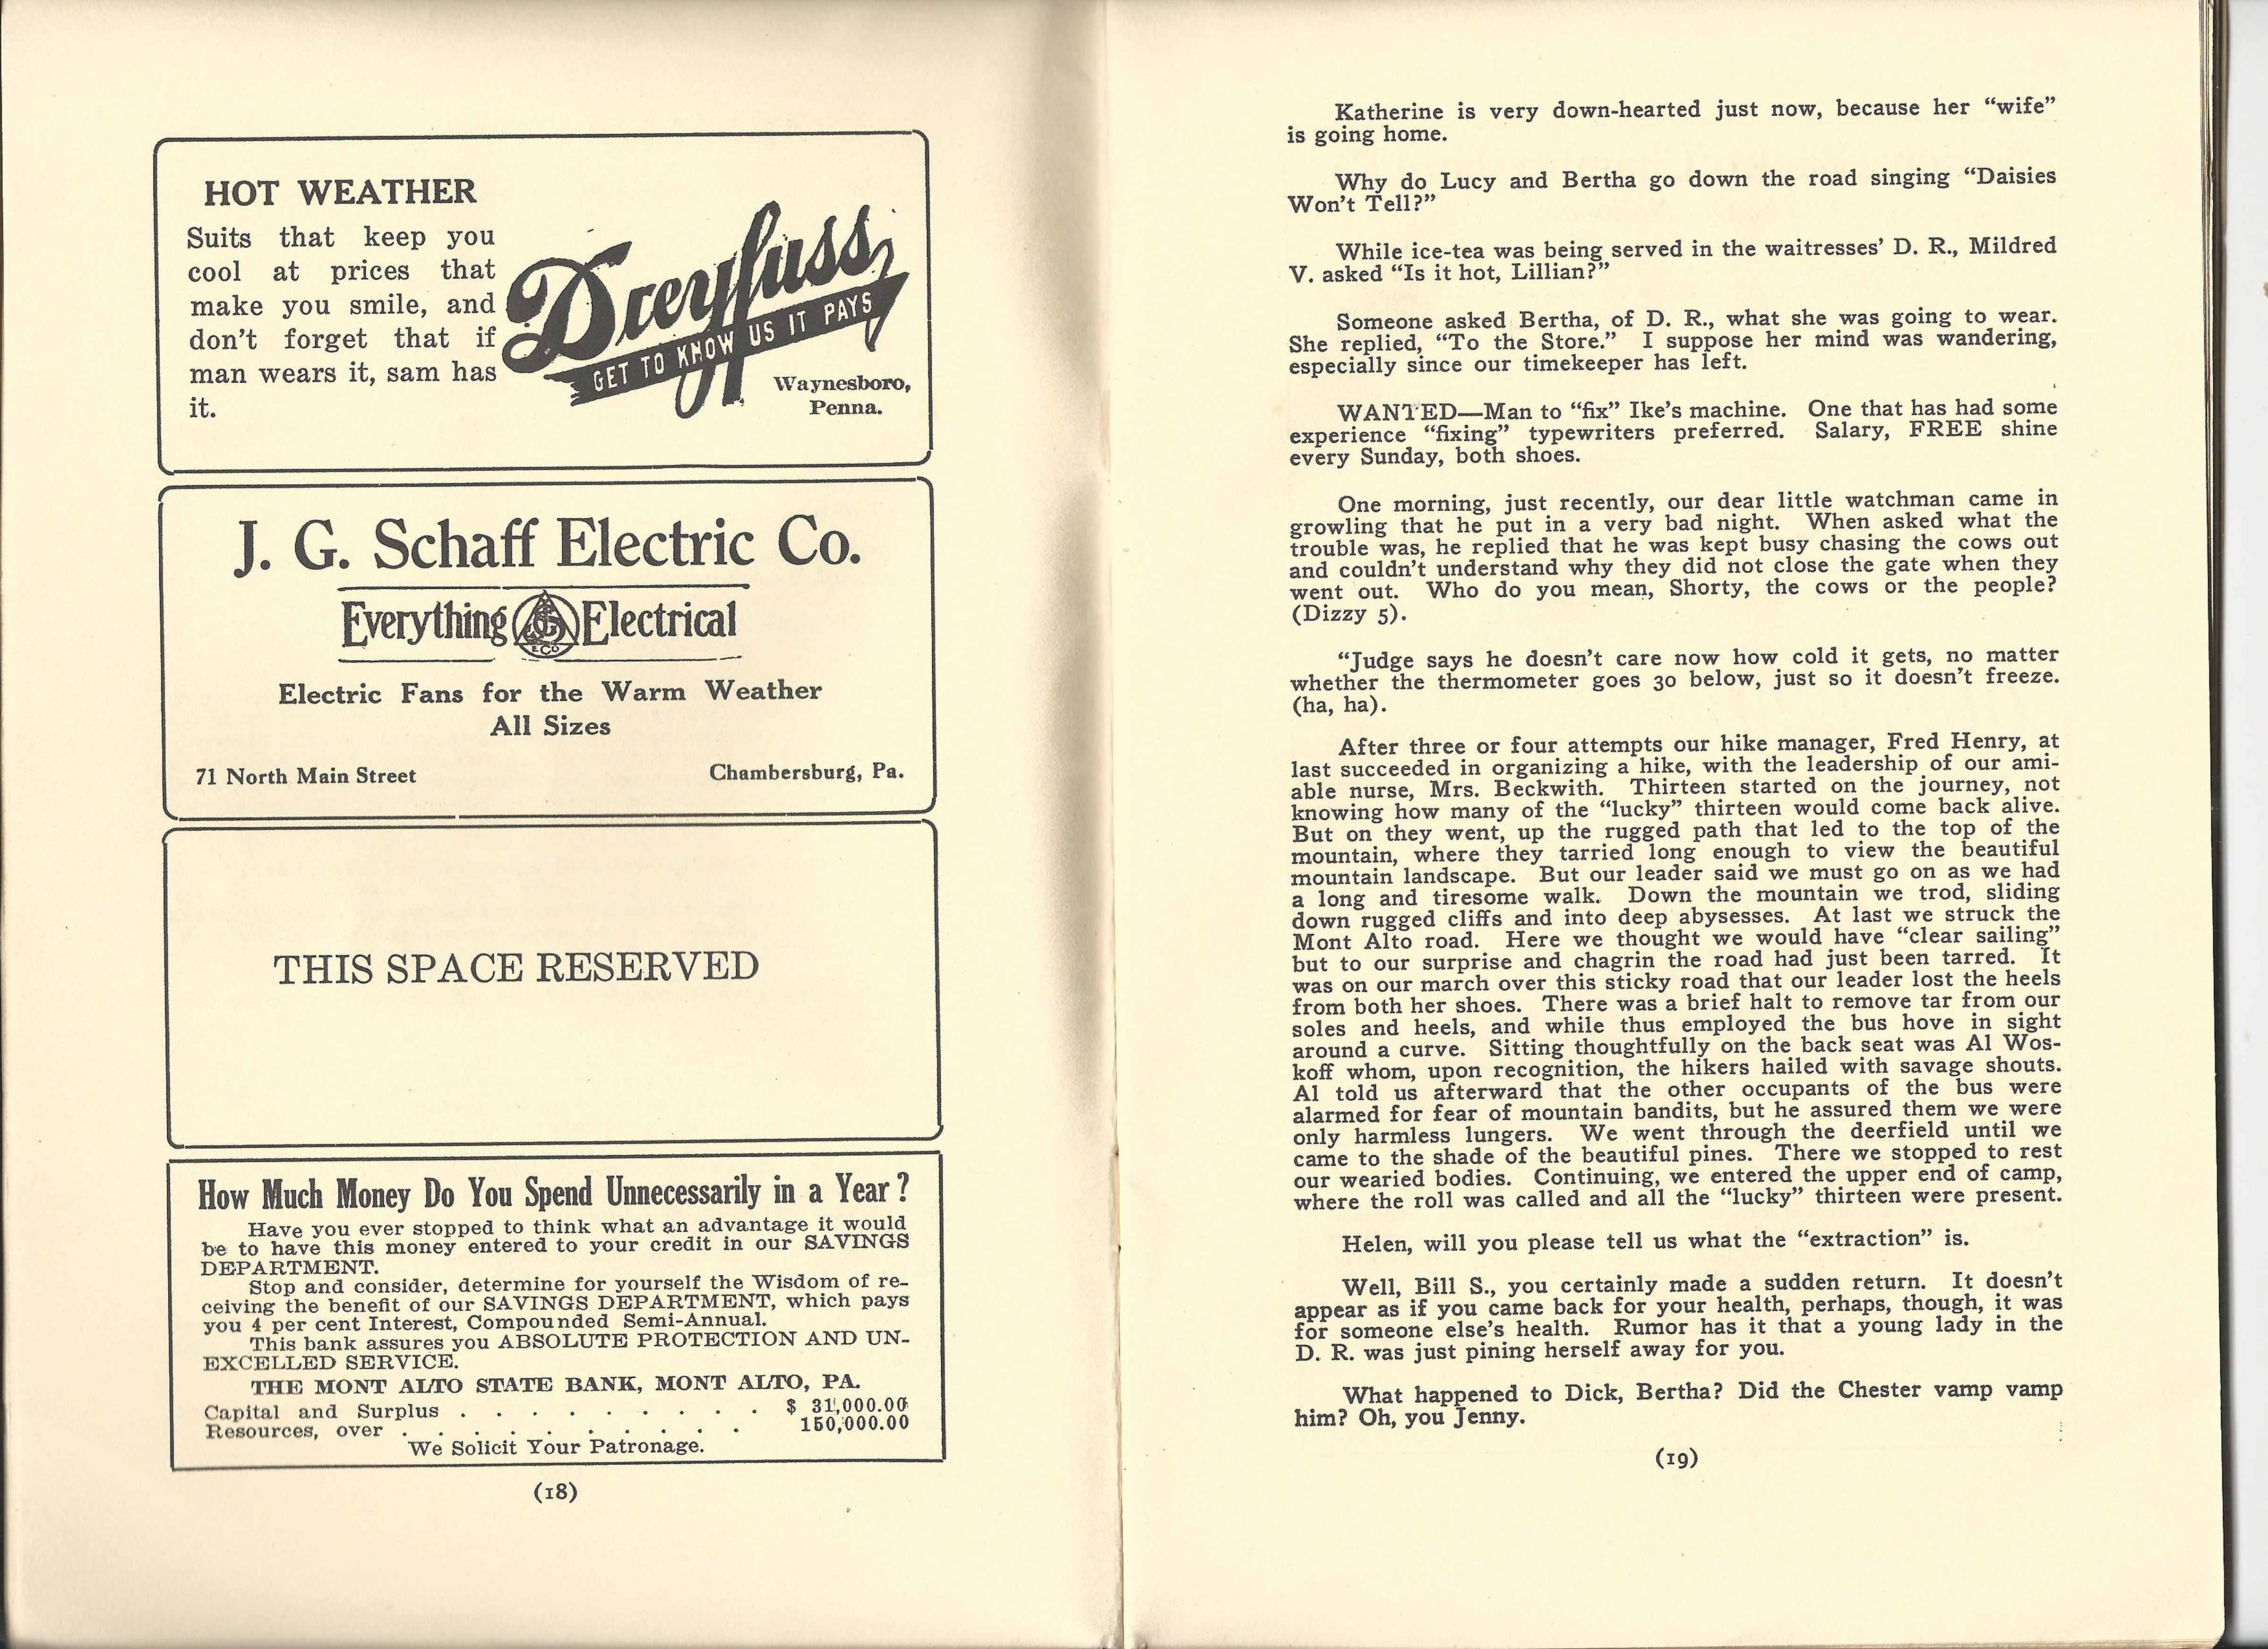 HOT WEATHER
Suits that keep you
cool at prices that
make you smile, and
don't forget that if
man wears it, sam has
it.
Dreyfuss
GET TO KNOW US IT PAYS
Waynesboro,
Penna.
J. G. Schaff Electric Co.
Everything Electrical
Electric Fans for the Warm Weather
All Sizes
71 North Main Street Chambersburg, Pa.
THIS SPACE RESERVED
How Much Money Do You Spend Unnecessarily in a Year?
Have you ever stopped to think what an advantage it would
be to have this money entered to your credit in our SAVINGS
DEPARTMENT.
Stop and consider, determine for yourself the Wisdom of re-
ceiving the benefit of our SAVINGS DEPARTMENT, which pays
you 4 per cent Interest, Compounded Semi-Annual.
This bank assures you ABSOLUTE PROTECTION AND UN-
EXCELLED SERVICE.
THE MONT ALTO STATE BANK, MONT ALTO, PA.
Capital and Surplus . . . . . . . . . $ 31,000.00
Resources, over . . . . . . . . . 150,000.00
We Solicit Your Patronage.
(18)
Katherine is very down-hearted just now, because her “wife”
is going home.
Why do Lucy and Bertha go down the road singing “Daisies
Won't Tell?”
While ice-tea was being served in the waitresses’ D. R., Mildred
V. asked “Is it hot, Lillian?”
Someone asked Bertha, of D. R., what she was going to wear.
She replied, “To the Store.” I suppose her mind was wandering,
especially since our timekeeper has left.
WANTED—Man to “fix” Ike's machine. One that has had some
experience “fixing” typewriters preferred. Salary, FREE shine
every Sunday, both shoes.
One morning, just recently, our dear little watchman came in
growling that he put in a very bad night. When asked what the
trouble was, he replied that he was kept busy chasing the cows out
and couldn't understand why they did not close the gate when they
went out. Who do you mean, Shorty, the cows or the people?
(Dizzy 5).
“Judge says he doesn't care now how cold it gets, no matter
whether the thermometer goes 30 below, just so it doesn't freeze.
(ha, ha).
After three or four attempts our hike manager, Fred Henry, at
last succeeded in organizing a hike, with the leadership of our ami-
able nurse, Mrs. Beckwith. Thirteen started on the journey, not
knowing how many of the “lucky” thirteen would come back alive.
But on they went, up the rugged path that led to the top of the
mountain, where they tarried long enough to view the beautiful
mountain landscape. But our leader said we must go on as we had
a long and tiresome walk. Down the mountain we trod, sliding
down rugged cliffs and into deep abysesses. At last we struck the
Mont Alto road. Here we thought we would have “clear sailing”
but to our surprise and chagrin the road had just been tarred. It
was on our march over this sticky road that our leader lost the heels
from both her shoes. There was a brief halt to remove tar from our
soles and heels, and while thus employed the bus hove in sight
around a curve. Sitting thoughtfully on the back seat was Al Wos-
koff whom, upon recognition, the hikers hailed with savage shouts.
Al told us afterward that the other occupants of the bus were
alarmed for fear of mountain bandits, but he assured them we were
only harmless lungers. We went through the deerfield until we
came to the shade of the beautiful pines. There we stopped to rest
our wearied bodies. Continuing, we entered the upper end of camp,
where the roll was called and all the “lucky” thirteen were present.
Helen, will you please tell us what the “extraction” is.
Well, Bill S., you certainly made a sudden return. It doesn't
appear as if you came back for your health, perhaps, though, it was
for someone else's health. Rumor has it that a young lady in the
D. R. was just pining herself away for you.
What happened to Dick, Bertha? Did the Chester vamp vamp
him? Oh, you Jenny.
(19)